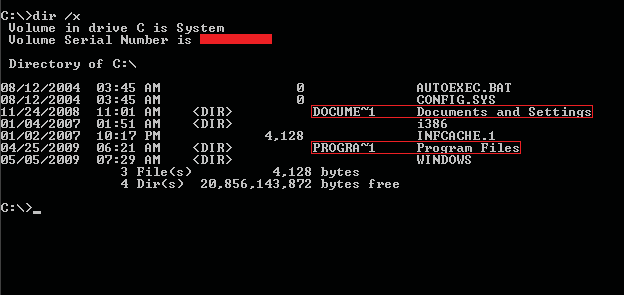 C:\>dir /x
Volume in drive C is System
Volume Serial Number is
Directory of C:\
08/12/2004  03:45 AM                 0              AUTOEXEC.BAT
08/12/2004  03:45 AM                 0              CONFIG.SYS
11/24/2008  11:01 AM    <DIR>          DOCUME~1     Documents and Settings
01/04/2007  01:51 AM    <DIR>                       i386
01/02/2007  10:17 PM             4,128              INFCACHE.1
04/25/2009  06:21 AM    <DIR>          PROGRA~1     Program Files
05/05/2009  07:29 AM    <DIR>                       WINDOWS
3 File(s)          4,128 bytes
4 Dir(s)  20,856,143,872 bytes free
C:\>_